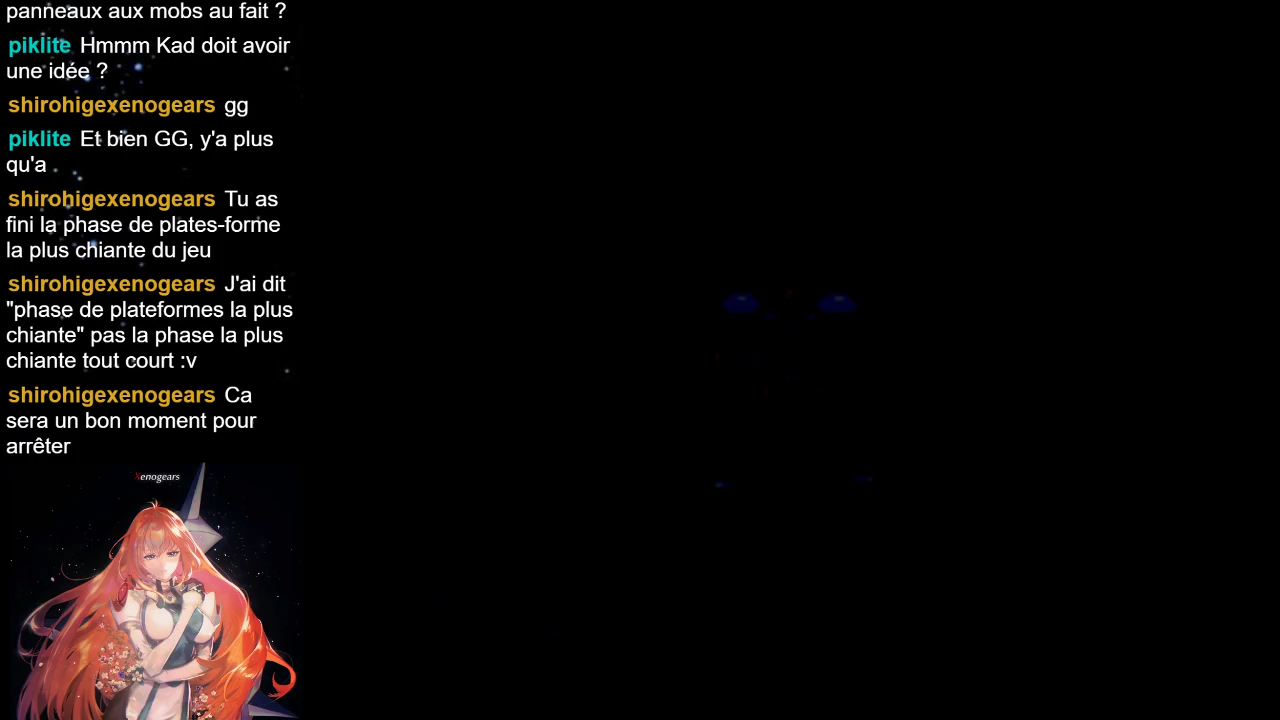 panneaux aux mobs au fait ?
piklite Hmmm Kad doit avoir
une idée ?
shirohigexenogears gg
piklite Et bien GG, y'a plus
qu'a
shirohigexenogears Tu as
fini la phase de plates-forme
la plus chiante du jeu
shirohigexenogears J'ai dit
"phase de plateformes la plus
chiante" pas la phase la plus
chiante tout court :v
shirohigexenogears Ca
sera un bon moment pour
arrêter
Xenogears